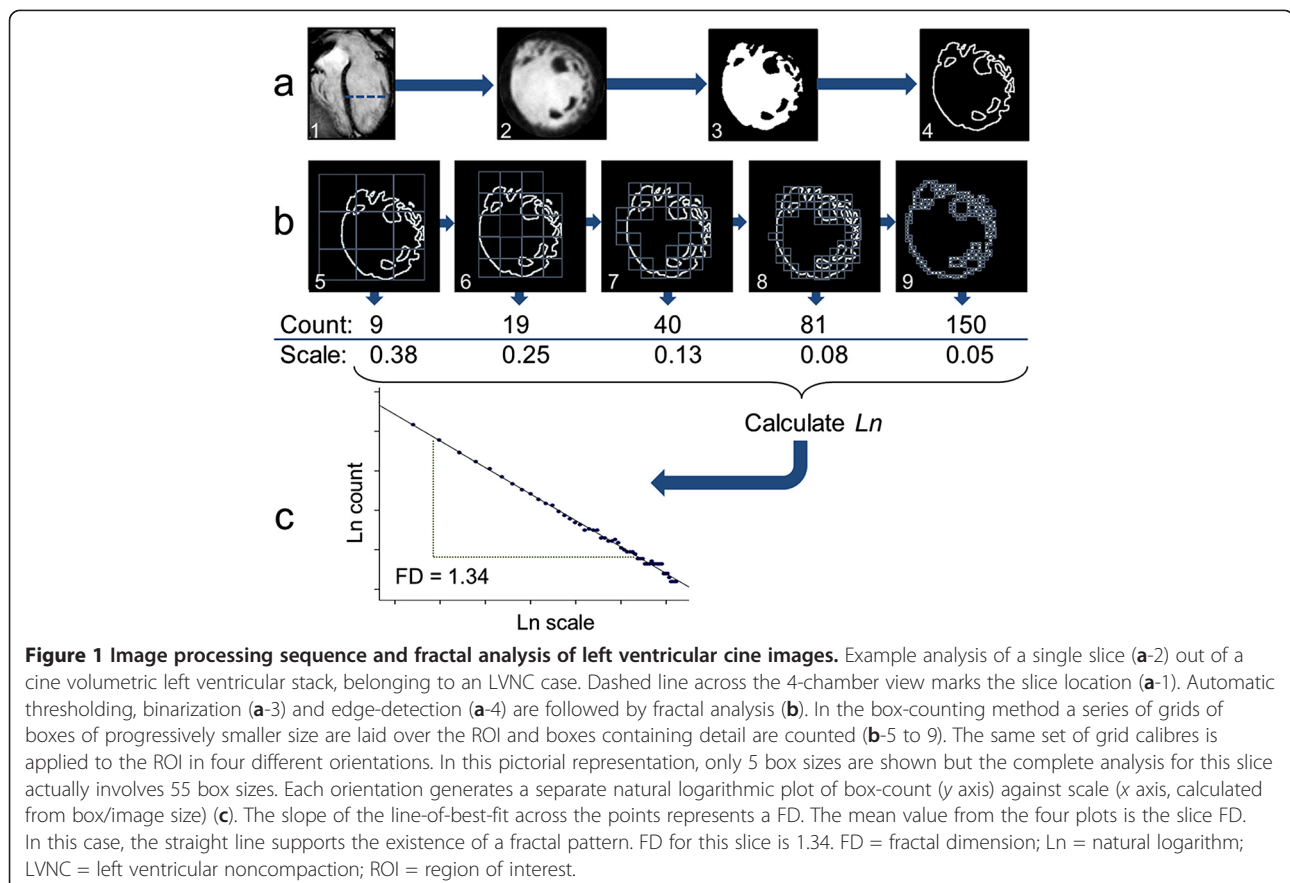 a
1
2
3
4
b
5
6
7
8
9
Count: 9 19 40 81 150
Scale: 0.38 0.25 0.13 0.08 0.05
Calculate Ln
c
Ln count
FD = 1.34
Ln scale
Figure 1 Image processing sequence and fractal analysis of left ventricular cine images. Example analysis of a single slice (a-2) out of a
cine volumetric left ventricular stack, belonging to an LVNC case. Dashed line across the 4-chamber view marks the slice location (a-1). Automatic
thresholding, binarization (a-3) and edge-detection (a-4) are followed by fractal analysis (b). In the box-counting method a series of grids of
boxes of progressively smaller size are laid over the ROI and boxes containing detail are counted (b-5 to 9). The same set of grid calibres is
applied to the ROI in four different orientations. In this pictorial representation, only 5 box sizes are shown but the complete analysis for this slice
actually involves 55 box sizes. Each orientation generates a separate natural logarithmic plot of box-count (y axis) against scale (x axis, calculated
from box/image size) (c). The slope of the line-of-best-fit across the points represents a FD. The mean value from the four plots is the slice FD.
In this case, the straight line supports the existence of a fractal pattern. FD for this slice is 1.34. FD = fractal dimension; Ln = natural logarithm;
LVNC = left ventricular noncompaction; ROI = region of interest.